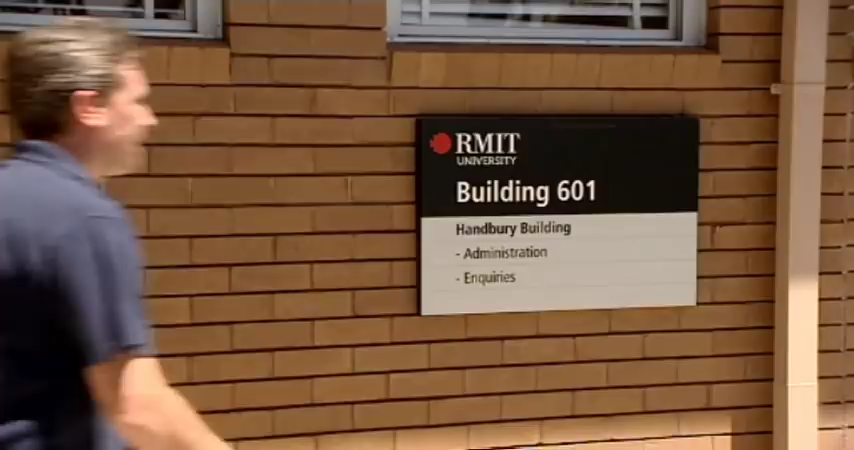 RMIT
UNIVERSITY
Building 601
Handbury Building
- Administration
- Enquiries